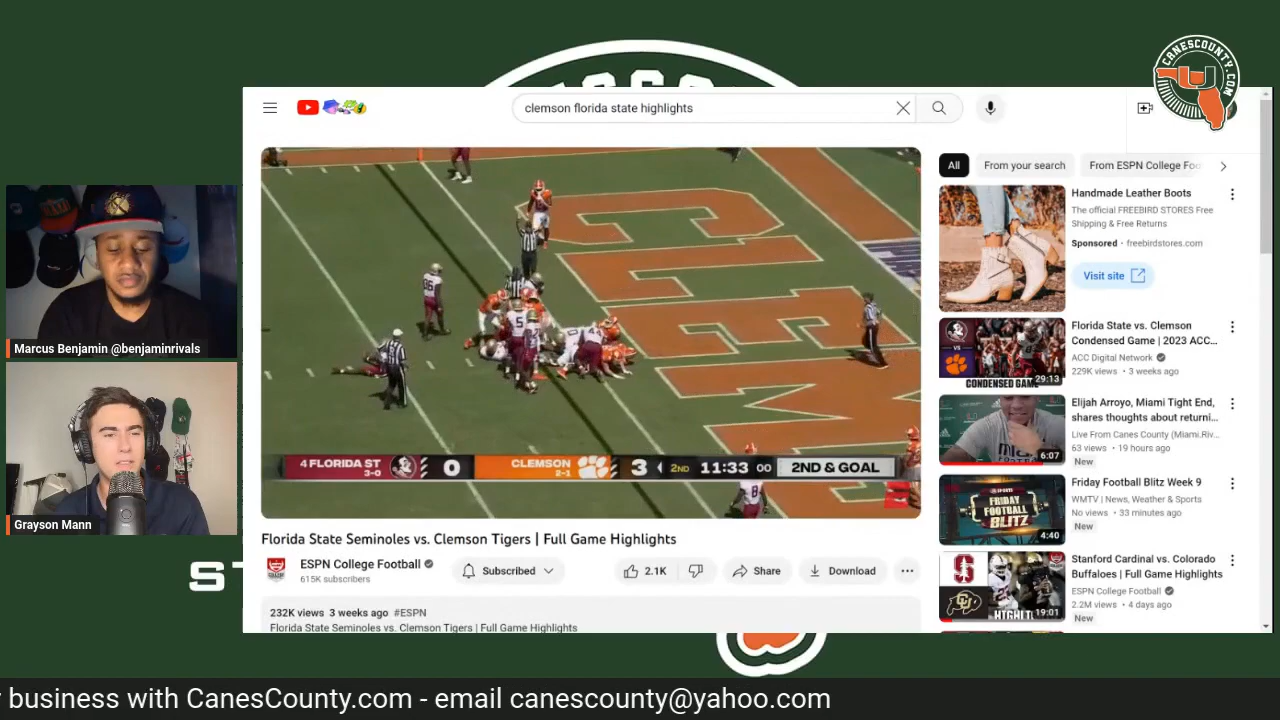 CANESCOUNTY.COM
clemson florida state highlights
All
From your search
From ESPN College Foo
CLEM
Handmade Leather Boots
The official FREEBIRD STORES Free
Shipping & Free Returns
Sponsored · freebirdstores.com
Visit site
Florida State vs. Clemson
Condensed Game | 2023 ACC...
ACC Digital Network
229K views · 3 weeks ago
CONDENSED GAME
29:13
Elijah Arroyo, Miami Tight End,
shares thoughts about returni...
Live From Canes County (Miami.Riv...
63 views · 19 hours ago
New
6:07
Friday Football Blitz Week 9
WMTV | News, Weather & Sports
No views · 33 minutes ago
New
FRIDAY
FOOTBALL
BLITZ
4:40
Stanford Cardinal vs. Colorado
Buffaloes | Full Game Highlights
ESPN College Football
2.2M views · 4 days ago
New
19:01
Marcus Benjamin @benjaminrivals
Grayson Mann
4 FLORIDA ST
3-0
0
CLEMSON
2-1
3
2ND
11:33
00
2ND & GOAL
Florida State Seminoles vs. Clemson Tigers | Full Game Highlights
ESPN College Football
615K subscribers
Subscribed
2.1K
Share
Download
232K views 3 weeks ago #ESPN
Florida State Seminoles vs. Clemson Tigers | Full Game Highlights
ST
business with CanesCounty.com - email canescounty@yahoo.com